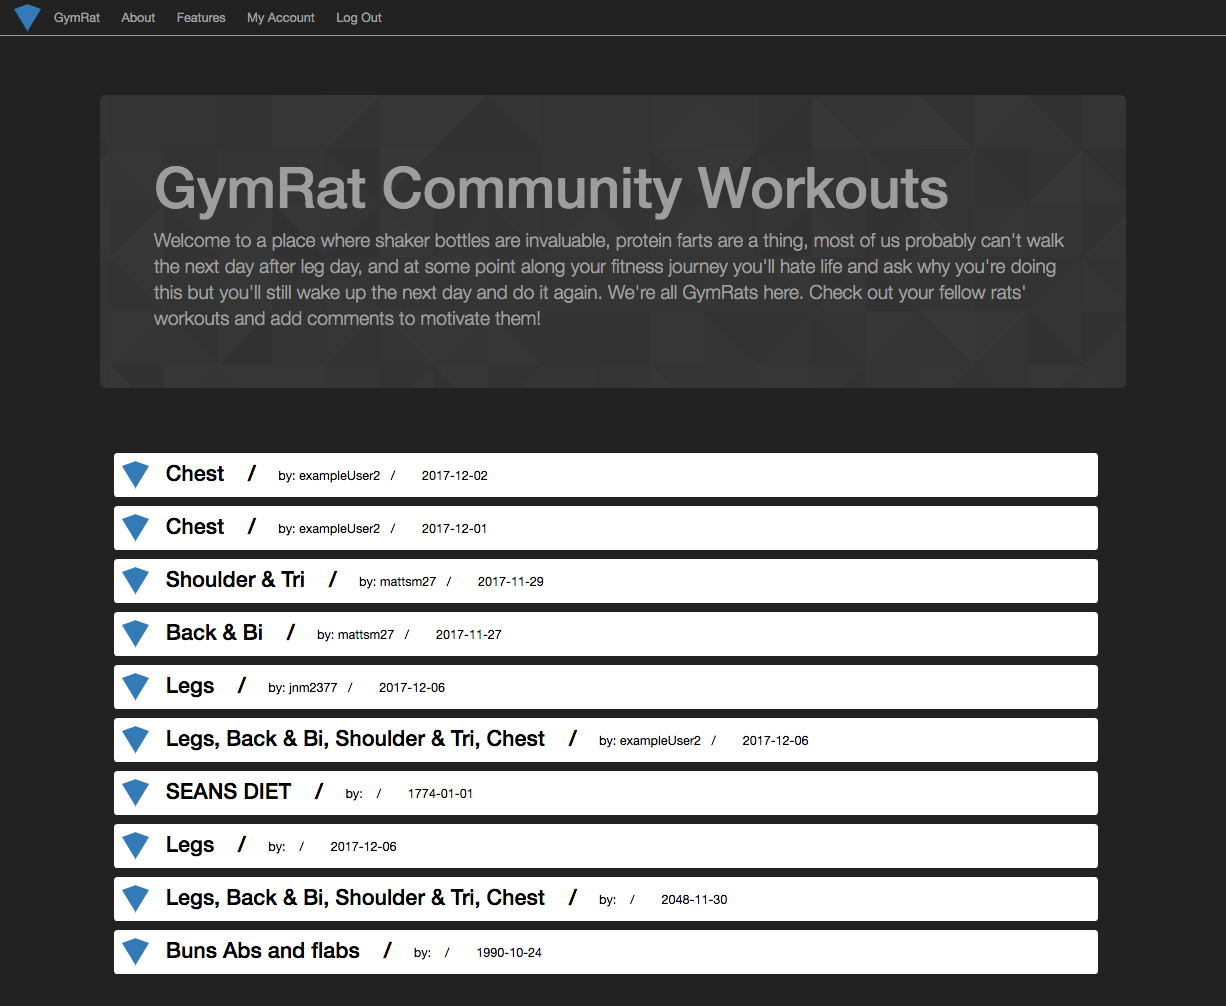 GymRat About Features My Account Log Out
GymRat Community Workouts
Welcome to a place where shaker bottles are invaluable, protein farts are a thing, most of us probably can't walk
the next day after leg day, and at some point along your fitness journey you'll hate life and ask why you're doing
this but you'll still wake up the next day and do it again. We're all GymRats here. Check out your fellow rats'
workouts and add comments to motivate them!
Chest / by: exampleUser2 / 2017-12-02
Chest / by: exampleUser2 / 2017-12-01
Shoulder & Tri / by: mattsm27 / 2017-11-29
Back & Bi / by: mattsm27 / 2017-11-27
Legs / by: jnm2377 / 2017-12-06
Legs, Back & Bi, Shoulder & Tri, Chest / by: exampleUser2 / 2017-12-06
SEANS DIET / by: / 1774-01-01
Legs / by: / 2017-12-06
Legs, Back & Bi, Shoulder & Tri, Chest / by: / 2048-11-30
Buns Abs and flabs / by: / 1990-10-24